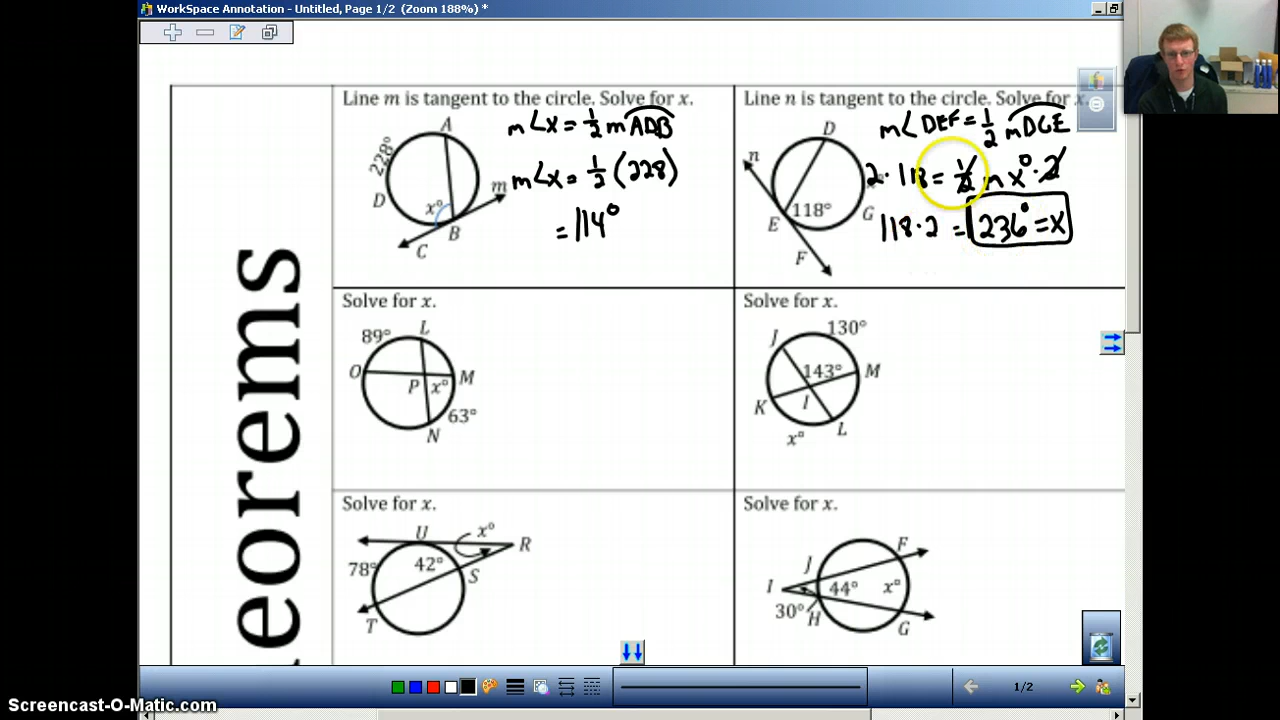 WorkSpace Annotation - Untitled, Page 1/2 (Zoom 188%) *
eorems
Line m is tangent to the circle. Solve for x.
A
228°
D
x°
m
B
C
m∠X = 1/2 mADB
m∠X = 1/2 (228)
= 114°
Line n is tangent to the circle. Solve for x.
D
n
118°
E
G
F
m∠DEF = 1/2 mDGE
2·118 = 1/2 m x°·2
118·2 = 236° = X
Solve for x.
89°
L
O
P
x°
M
63°
N
Solve for x.
J
130°
143°
M
K
I
L
x°
Solve for x.
U
x°
R
78°
42°
S
T
Solve for x.
F
J
I
44°
x°
30°
H
G
1/2
Screencast-O-Matic.com